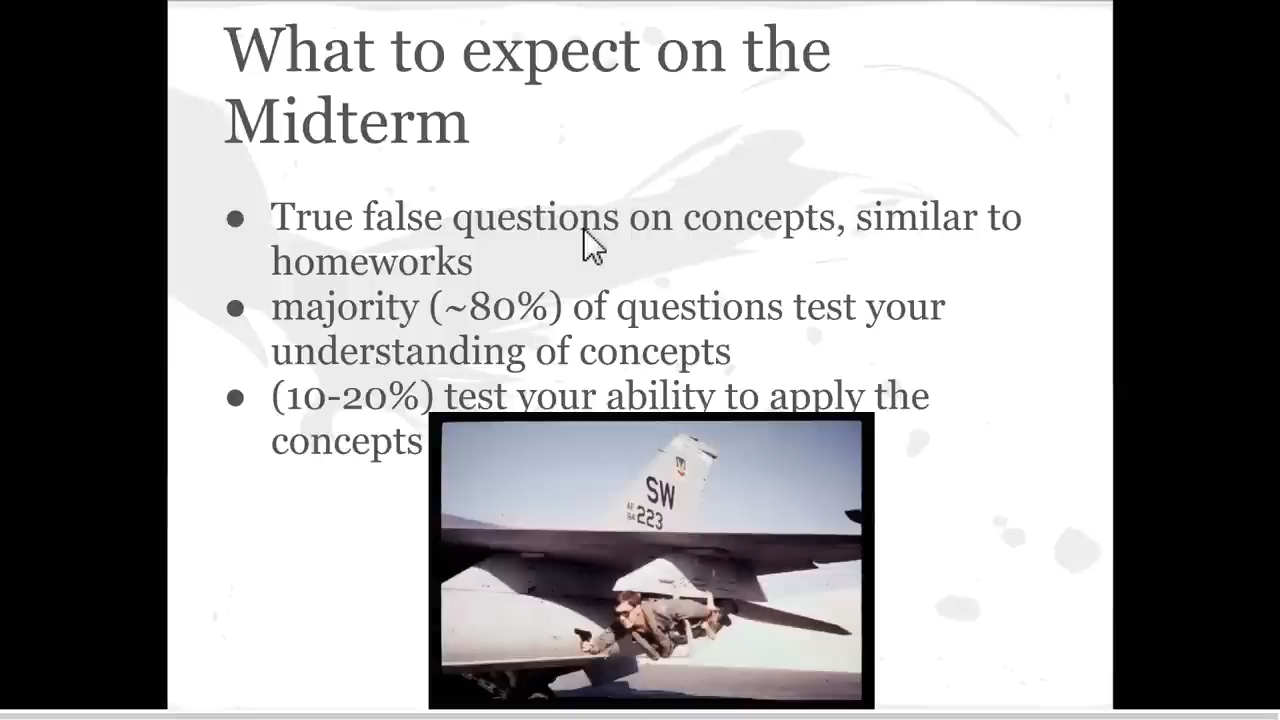 What to expect on the
Midterm
● True false questions on concepts, similar to
homeworks
● majority (~80%) of questions test your
understanding of concepts
● (10-20%) test your ability to apply the
concepts
SW
223